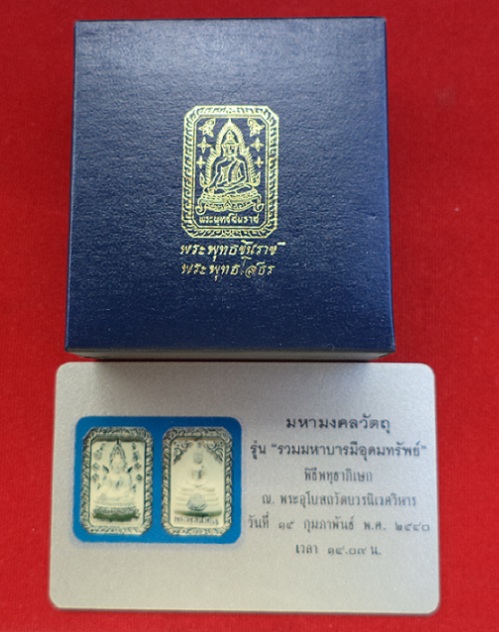 พระพุทธชินราช
พระพุทธชินราช
พระพุทธโสธร
มหามงคลวัตถุ
รุ่น "รวมมหาบารมีอุดมทรัพย์"
พิธีพุทธาภิเษก
ณ. พระอุโบสถวัดบวรนิเวศวิหาร
วันที่ ๑๔ กุมภาพันธ์ พ.ศ. ๒๕๔๐
เวลา ๑๔.๐๙ น.